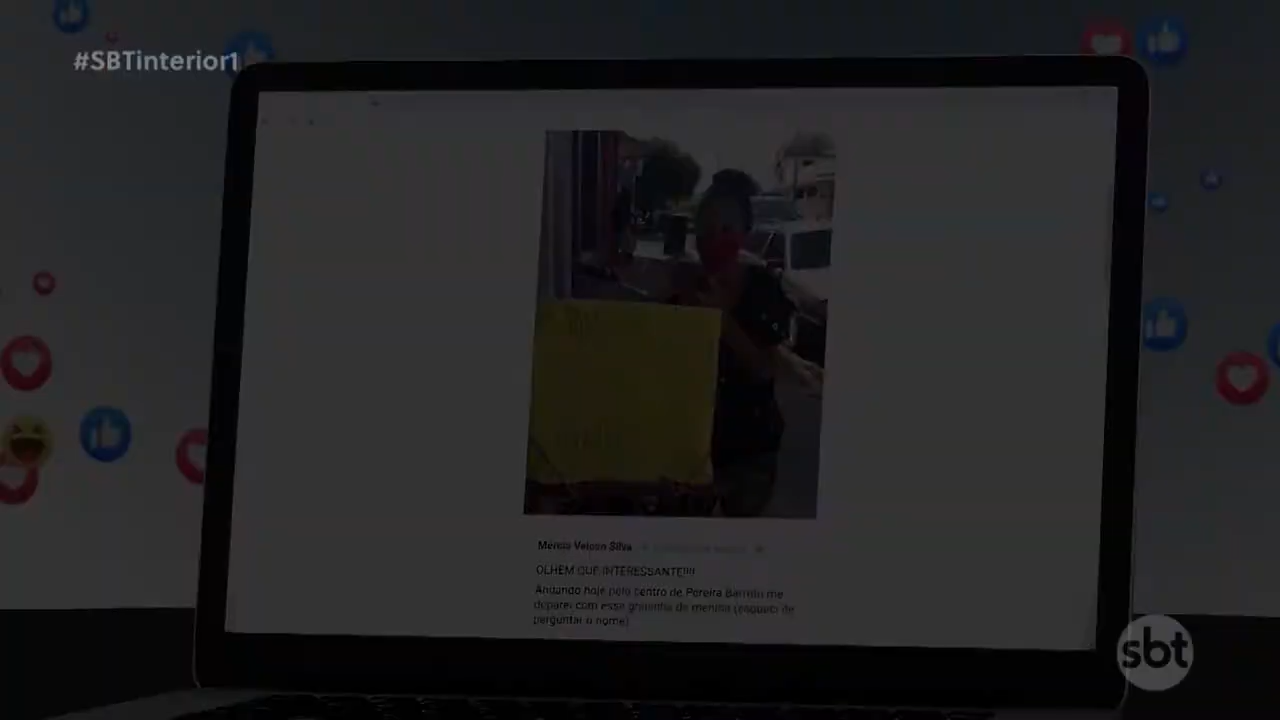 #SBTinterior1
Mércia Veloso Silva
OLHEM QUE INTERESSANTE!!!!
Andando hoje pelo centro de Pereira Barreto me
deparei com essa gracinha de menina (esqueci de
perguntar o nome)
sbt